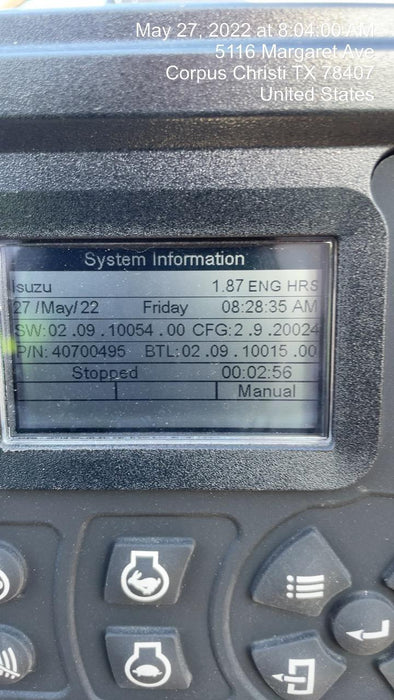 May 27, 2022 at 8:04:00 AM
5116 Margaret Ave
Corpus Christi TX 78407
United States
System Information
Isuzu 1.87 ENG HRS
27 /May/ 22 Friday 08:28:35 AM
SW:02 .09 .10054 .00 CFG:2 .9 .20024
P/N: 40700495 .BTL:02 .09 .10015 .00
Stopped 00:02:56
Manual